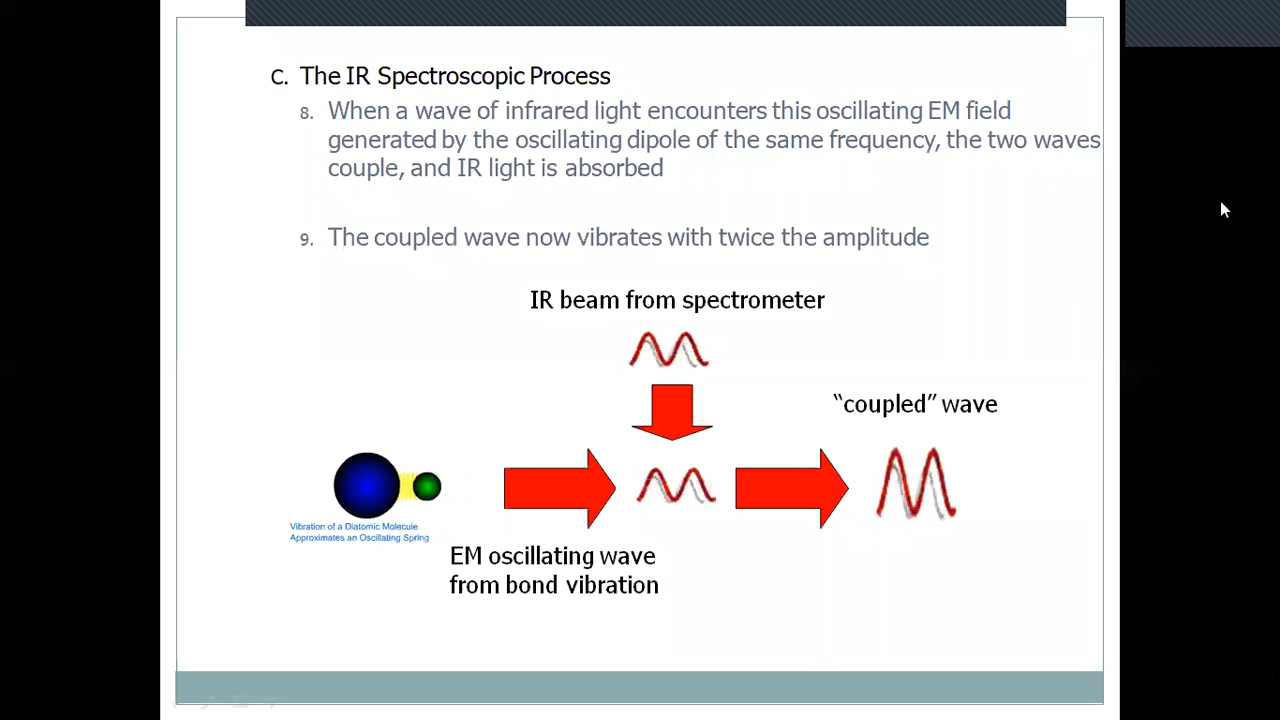 C. The IR Spectroscopic Process
8. When a wave of infrared light encounters this oscillating EM field
generated by the oscillating dipole of the same frequency, the two waves
couple, and IR light is absorbed
9. The coupled wave now vibrates with twice the amplitude
IR beam from spectrometer
“coupled” wave
Vibration of a Diatomic Molecule
Approximates an Oscillating Spring
EM oscillating wave
from bond vibration